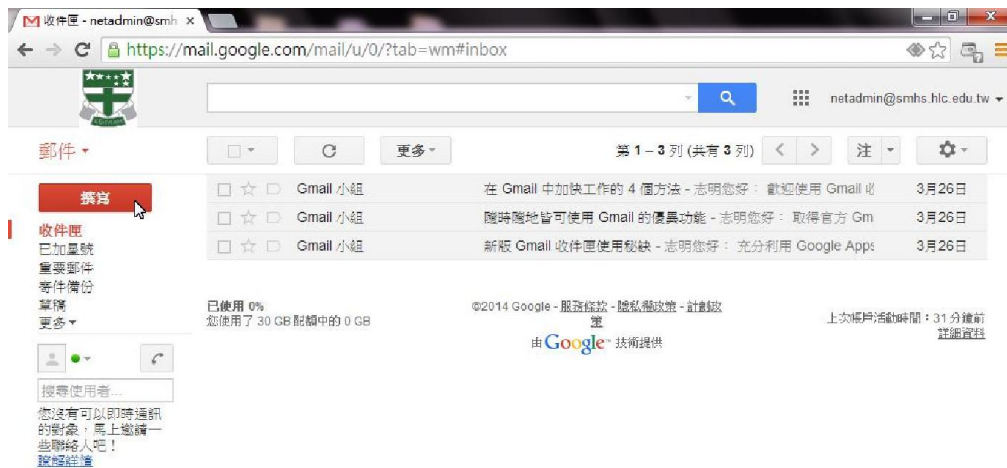 收件匣 - netadmin@smh
https://mail.google.com/mail/u/0/?tab=wm#inbox
netadmin@smhs.hlc.edu.tw
郵件
更多
第 1 – 3 列 (共有 3 列)
注
撰寫
收件匣
已加星號
重要郵件
寄件備份
草稿
更多
Gmail 小組 在 Gmail 中加快工作的 4 個方法 - 志明您好： 歡迎使用 Gmail 收 3月26日
Gmail 小組 隨時隨地皆可使用 Gmail 的優異功能 - 志明您好： 取得官方 Gm 3月26日
Gmail 小組 新版 Gmail 收件匣使用秘訣 - 志明您好： 充分利用 Google Apps 3月26日
已使用 0%
您使用了 30 GB 配額中的 0 GB
©2014 Google - 服務條款 - 隱私權政策 - 計劃政
策
由 Google™ 技術提供
上次帳戶活動時間：31 分鐘前
詳細資料
搜尋使用者...
您沒有可以即時通訊
的對象，馬上邀請一
些聯絡人吧！
瞭解詳情